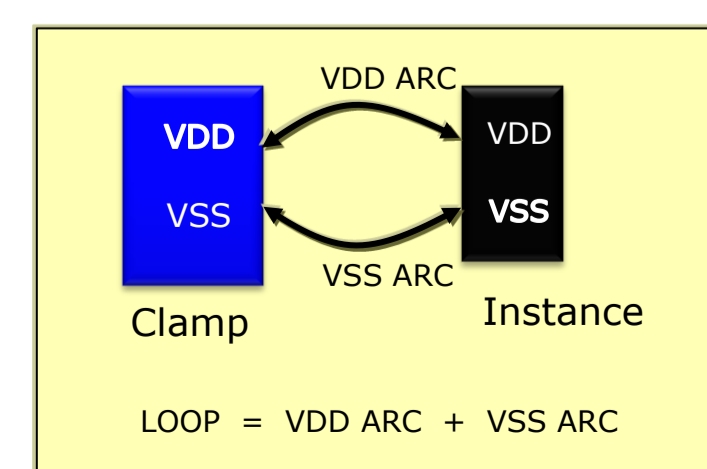 VDD ARC
VDD
VDD
VSS
VSS
VSS ARC
Clamp
Instance
LOOP = VDD ARC + VSS ARC